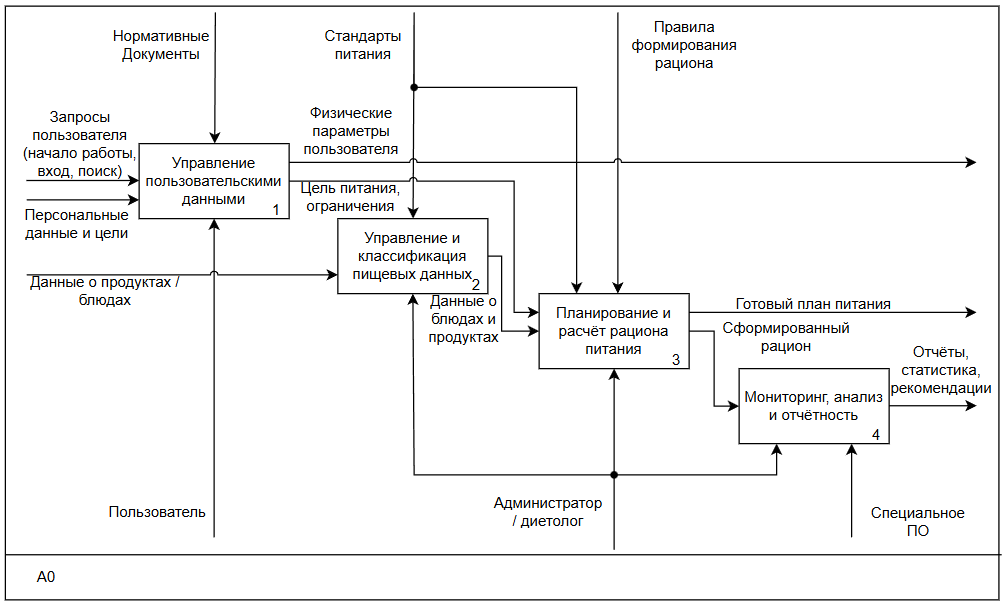 Нормативные
Документы
Стандарты
питания
Правила
формирования
рациона
Запросы
пользователя
(начало работы,
вход, поиск)
Физические
параметры
пользователя
Управление
пользовательскими
данными
1
Цель питания,
ограничения
Персональные
данные и цели
Управление и
классификация
пищевых данных
2
Данные о продуктах /
блюдах
Данные о
блюдах и
продуктах
Планирование и
расчёт рациона
питания
3
Готовый план питания
Сформированный
рацион
Отчёты,
статистика,
рекомендации
Мониторинг, анализ
и отчётность
4
Пользователь
Администратор
/ диетолог
Специальное
ПО
A0